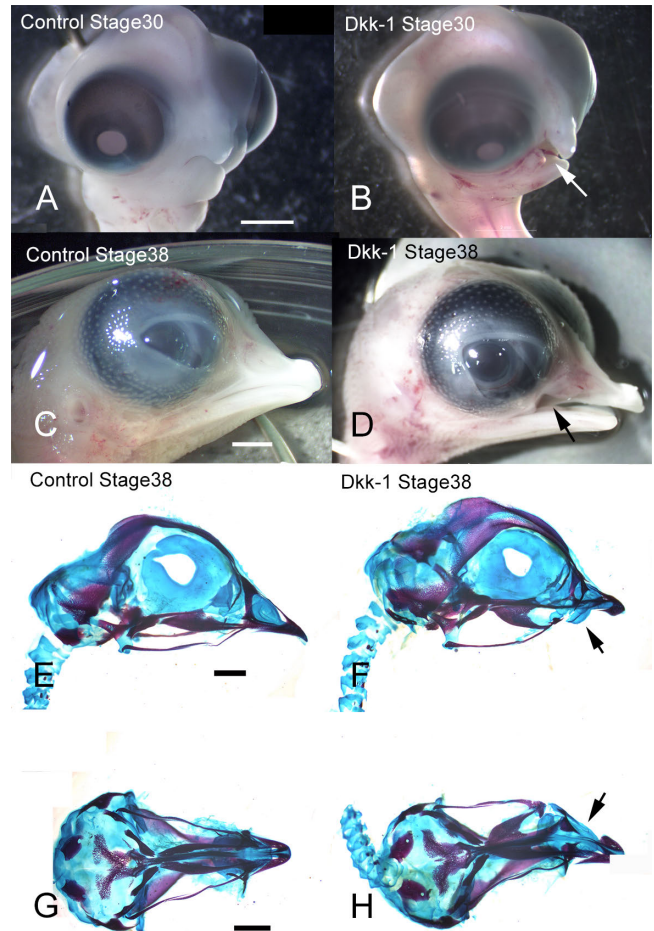 Control Stage30
Dkk-1 Stage30
A
B
Control Stage38
Dkk-1 Stage38
C
D
Control Stage38
Dkk-1 Stage38
E
F
G
H